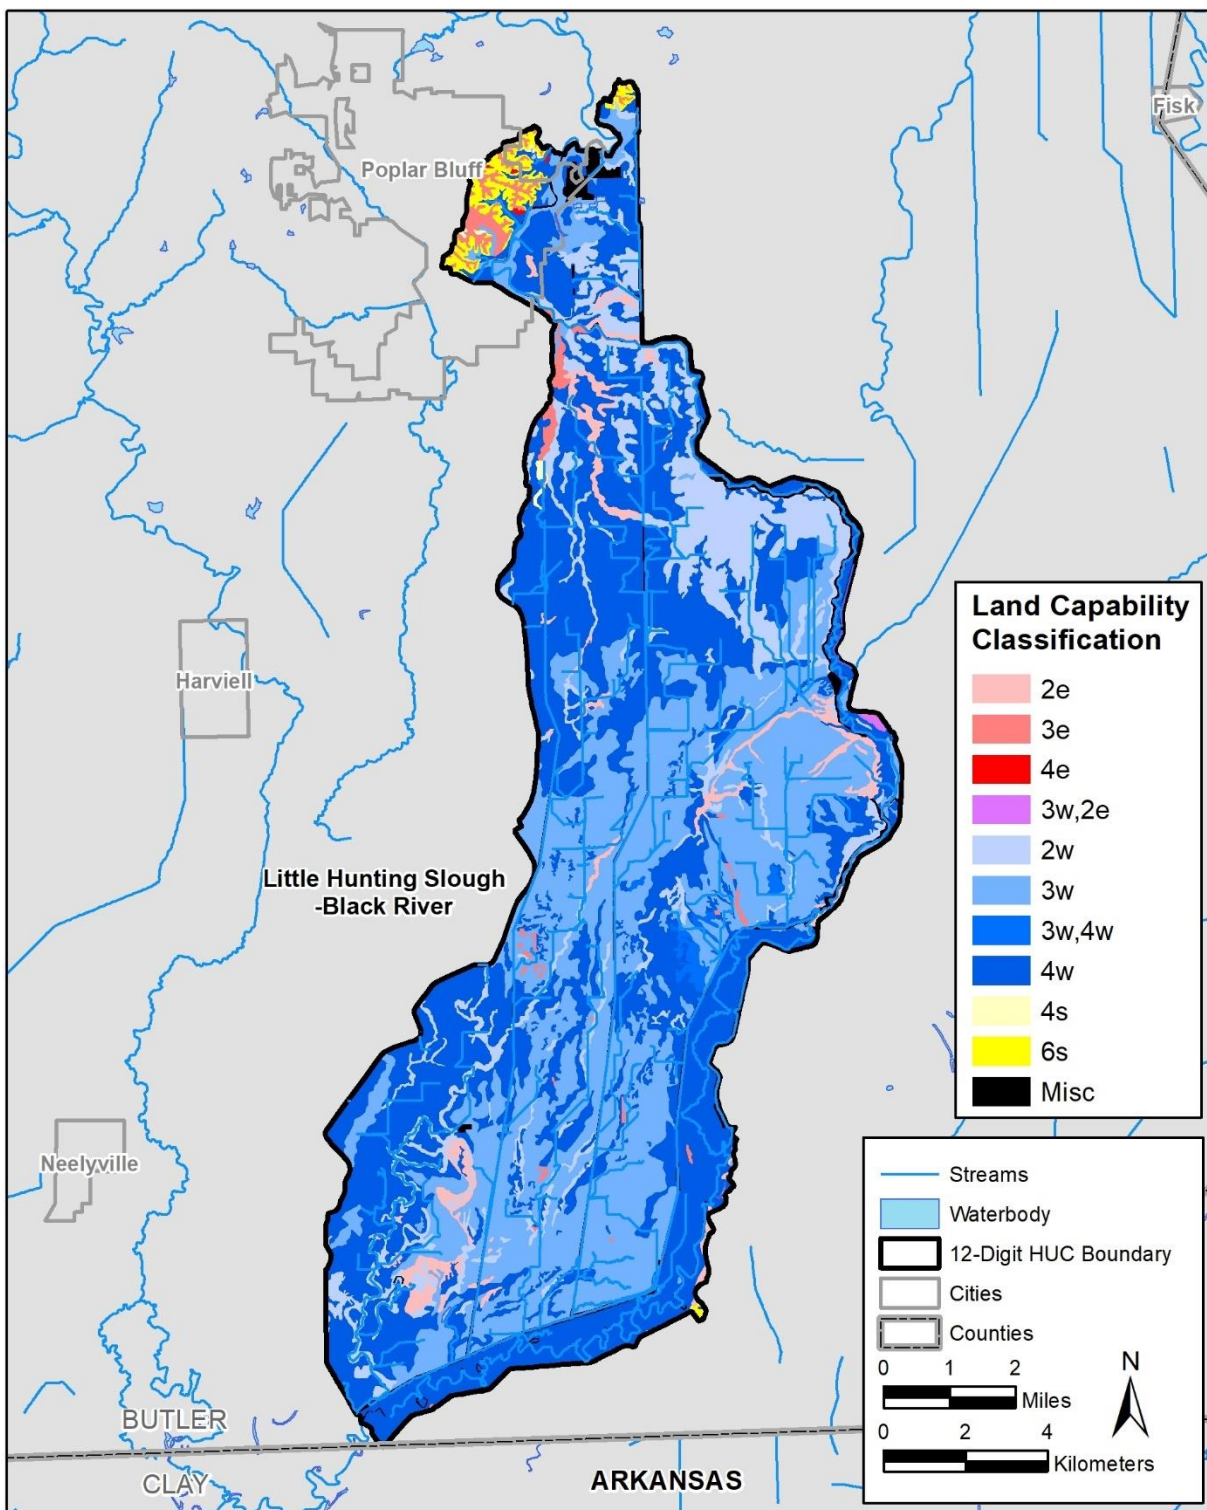 Fisk
Poplar Bluff
Harviell
Little Hunting Slough
-Black River
Neelyville
BUTLER
CLAY
ARKANSAS
Land Capability
Classification
2e
3e
4e
3w,2e
2w
3w
3w,4w
4w
4s
6s
Misc
Streams
Waterbody
12-Digit HUC Boundary
Cities
Counties
0 1 2
Miles
0 2 4
Kilometers
N